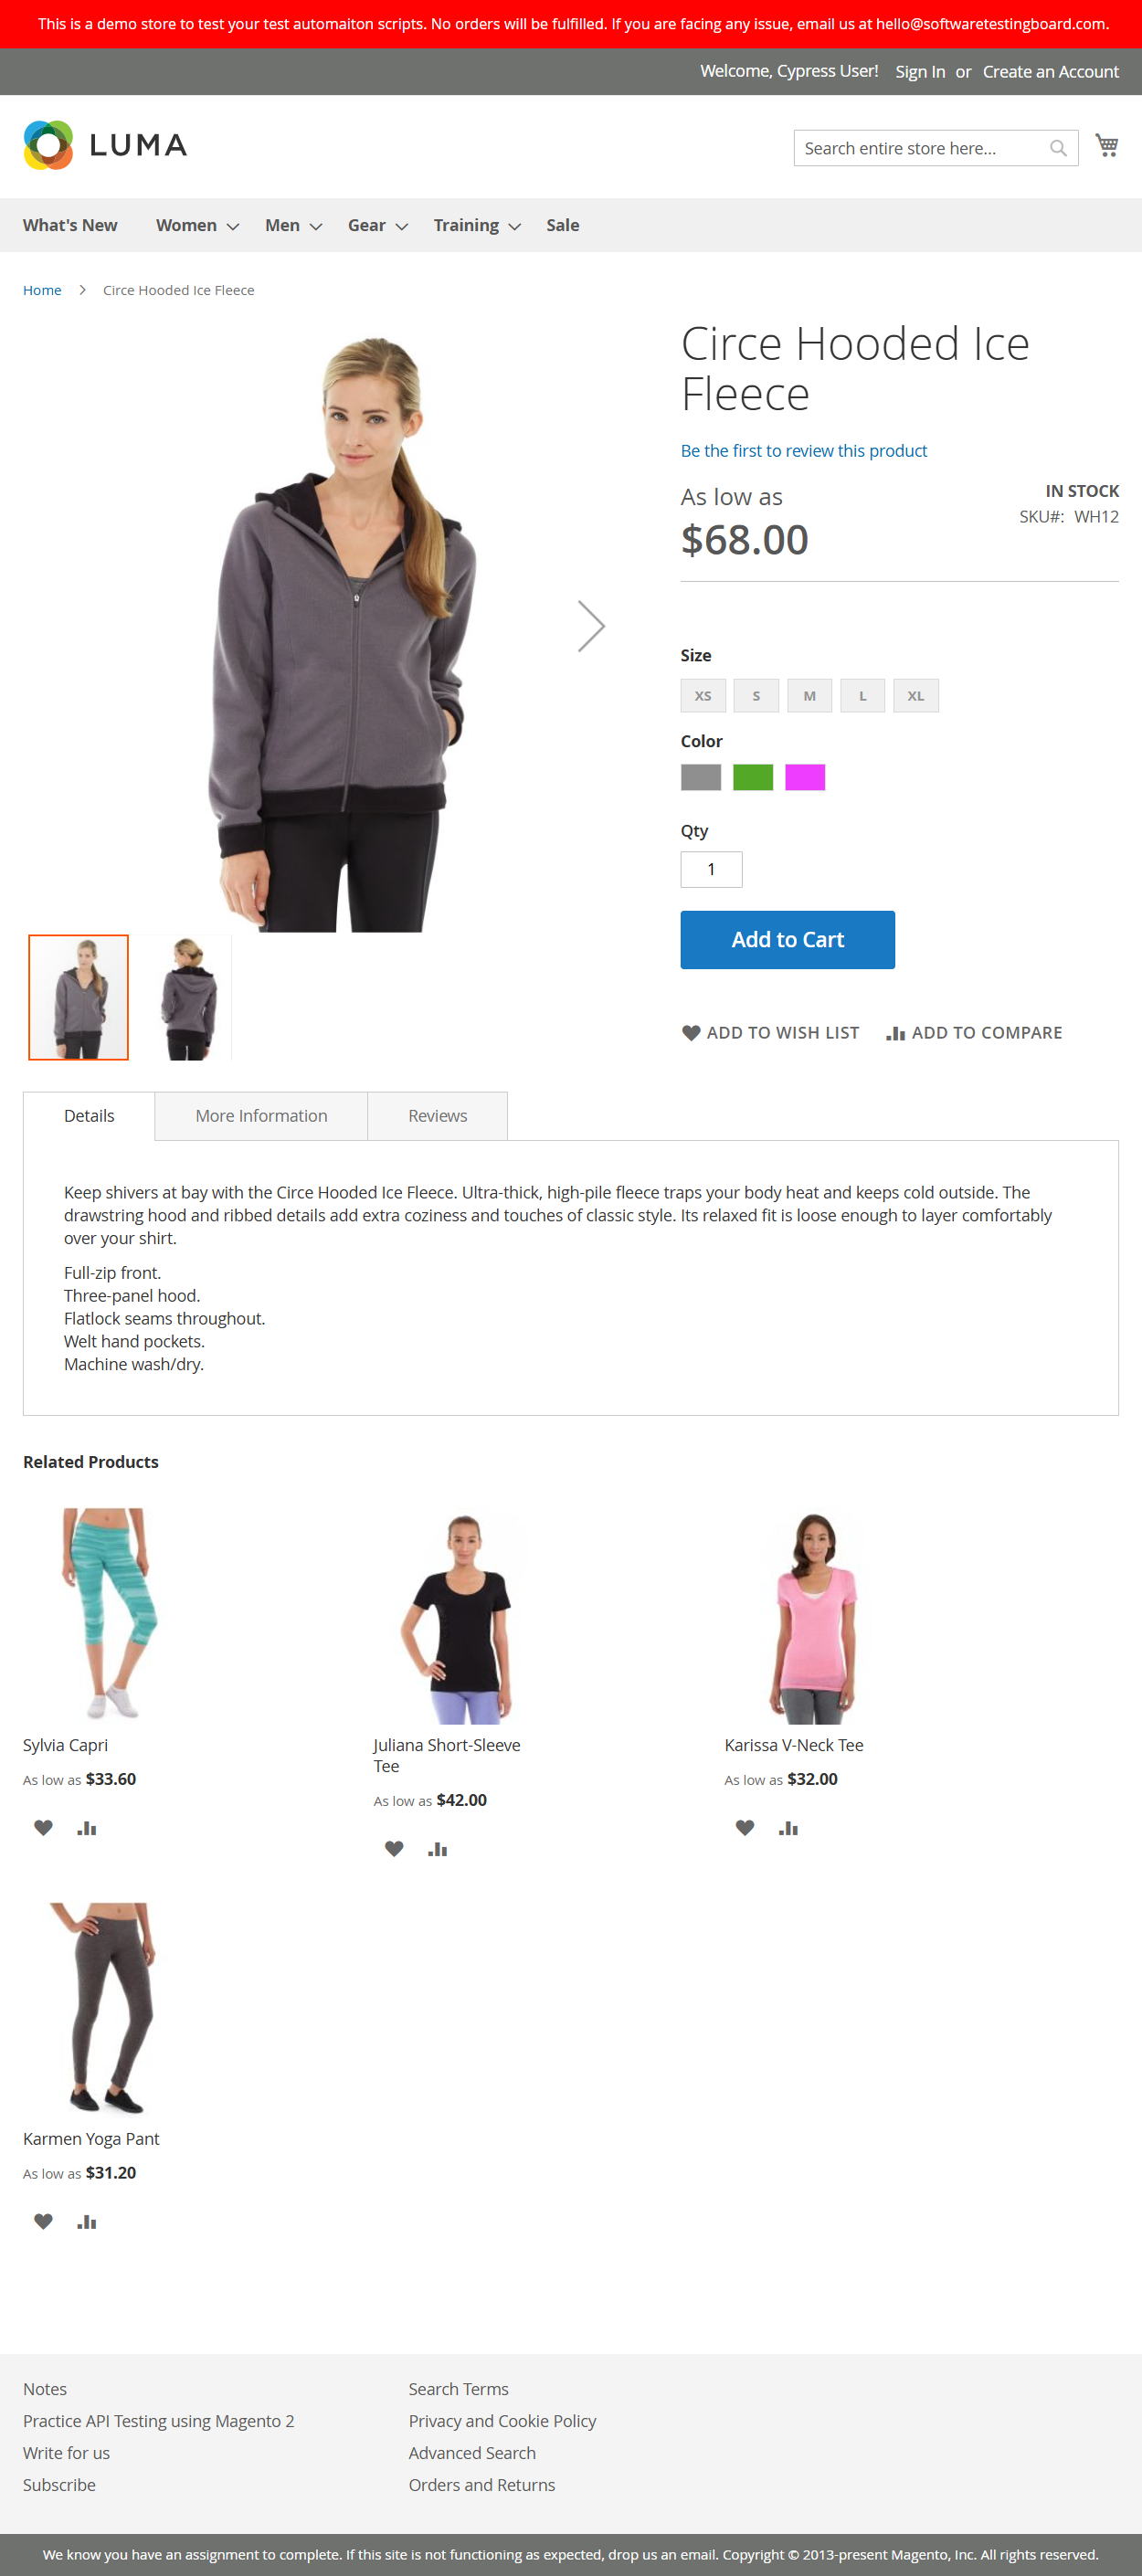 This is a demo store to test your test automaiton scripts. No orders will be fulfilled. If you are facing any issue, email us at hello@softwaretestingboard.com.
Welcome, Cypress User! Sign In or Create an Account
LUMA
Search entire store here...
What's New Women Men Gear Training Sale
Home > Circe Hooded Ice Fleece
Circe Hooded Ice
Fleece
Be the first to review this product
As low as
$68.00
IN STOCK
SKU#: WH12
Size
XS S M L XL
Color
Qty
1
Add to Cart
ADD TO WISH LIST ADD TO COMPARE
Details More Information Reviews
Keep shivers at bay with the Circe Hooded Ice Fleece. Ultra-thick, high-pile fleece traps your body heat and keeps cold outside. The
drawstring hood and ribbed details add extra coziness and touches of classic style. Its relaxed fit is loose enough to layer comfortably
over your shirt.
Full-zip front.
Three-panel hood.
Flatlock seams throughout.
Welt hand pockets.
Machine wash/dry.
Related Products
Sylvia Capri
As low as $33.60
Juliana Short-Sleeve
Tee
As low as $42.00
Karissa V-Neck Tee
As low as $32.00
Karmen Yoga Pant
As low as $31.20
Notes
Practice API Testing using Magento 2
Write for us
Subscribe
Search Terms
Privacy and Cookie Policy
Advanced Search
Orders and Returns
We know you have an assignment to complete. If this site is not functioning as expected, drop us an email. Copyright © 2013-present Magento, Inc. All rights reserved.